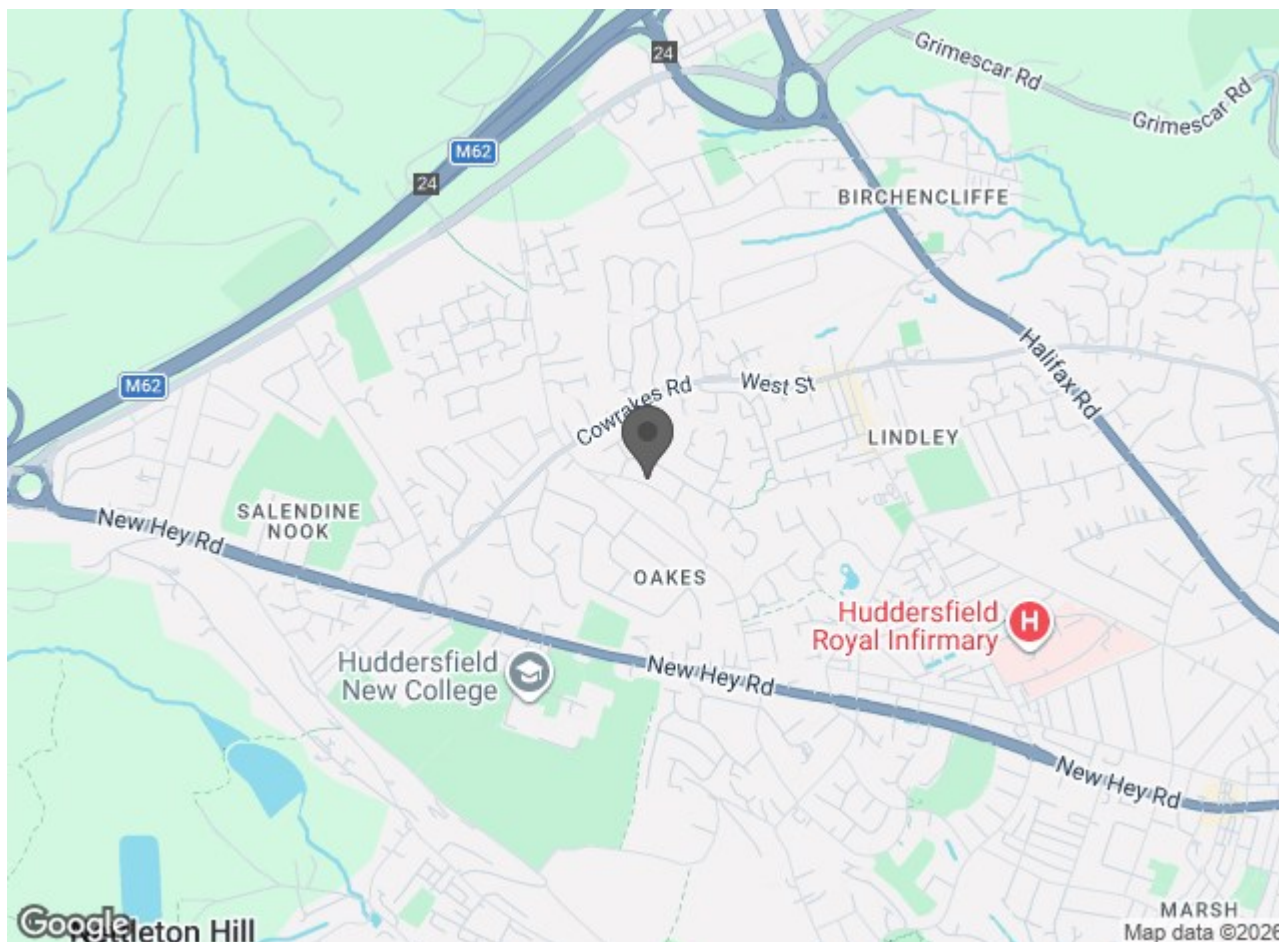 24
Grimescar Rd
Grimescar Rd
M62
24
BIRCHENCLIFFE
Halifax Rd
M62
Cowrakes Rd
West St
LINDLEY
SALENDINE
NOOK
New Hey Rd
OAKES
Huddersfield
Royal Infirmary
H
Huddersfield
New College
New Hey Rd
New Hey Rd
MARSH
Google
leton Hill
Map data ©2026